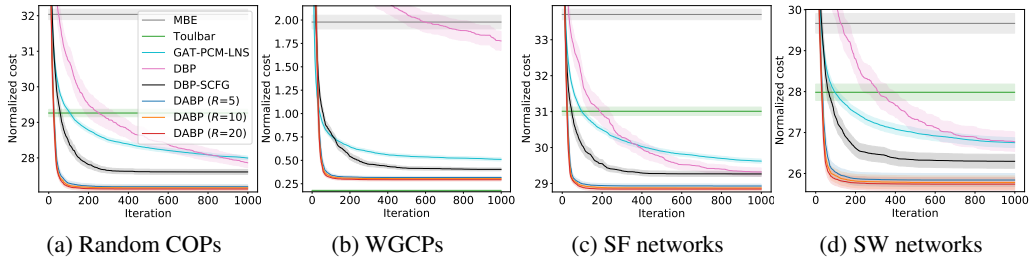 Normalized cost
32
31
30
29
28
0
200
400
600
800
1000
Iteration
MBE
Toulbar
GAT-PCM-LNS
DBP
DBP-SCFG
DABP (R=5)
DABP (R=10)
DABP (R=20)
(a) Random COPs
Normalized cost
2.00
1.75
1.50
1.25
1.00
0.75
0.50
0.25
0
200
400
600
800
1000
Iteration
(b) WGCPs
Normalized cost
33
32
31
30
29
0
200
400
600
800
1000
Iteration
(c) SF networks
Normalized cost
30
29
28
27
26
0
200
400
600
800
1000
Iteration
(d) SW networks